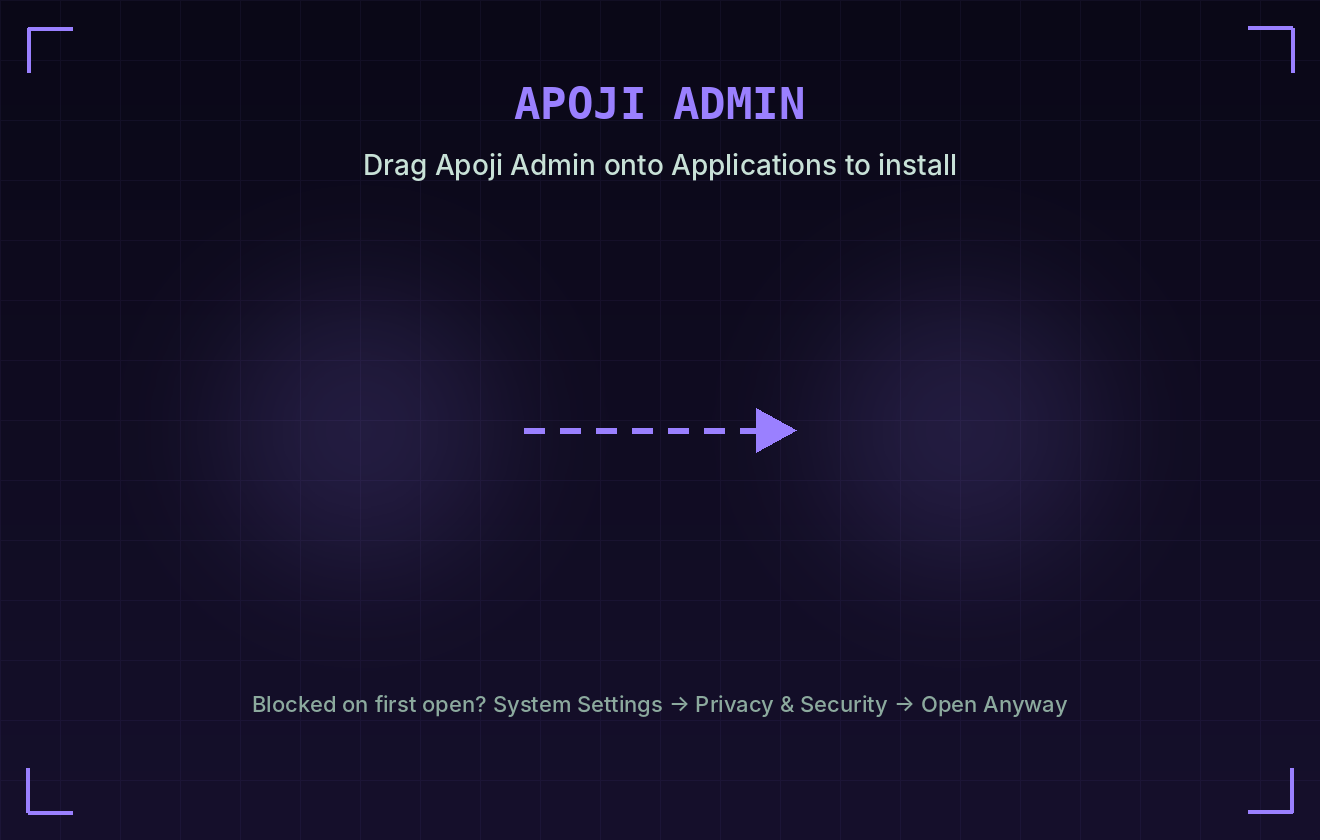 APOJI ADMIN
Drag Apoji Admin onto Applications to install
Blocked on first open? System Settings → Privacy & Security → Open Anyway